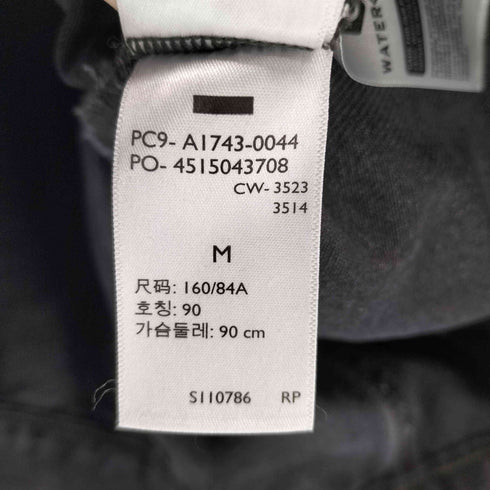 PC9- A1743-0044
PO- 4515043708
CW-3523
3514
M
尺码: 160/84A
호칭: 90
가슴둘레: 90 cm
S110786 RP